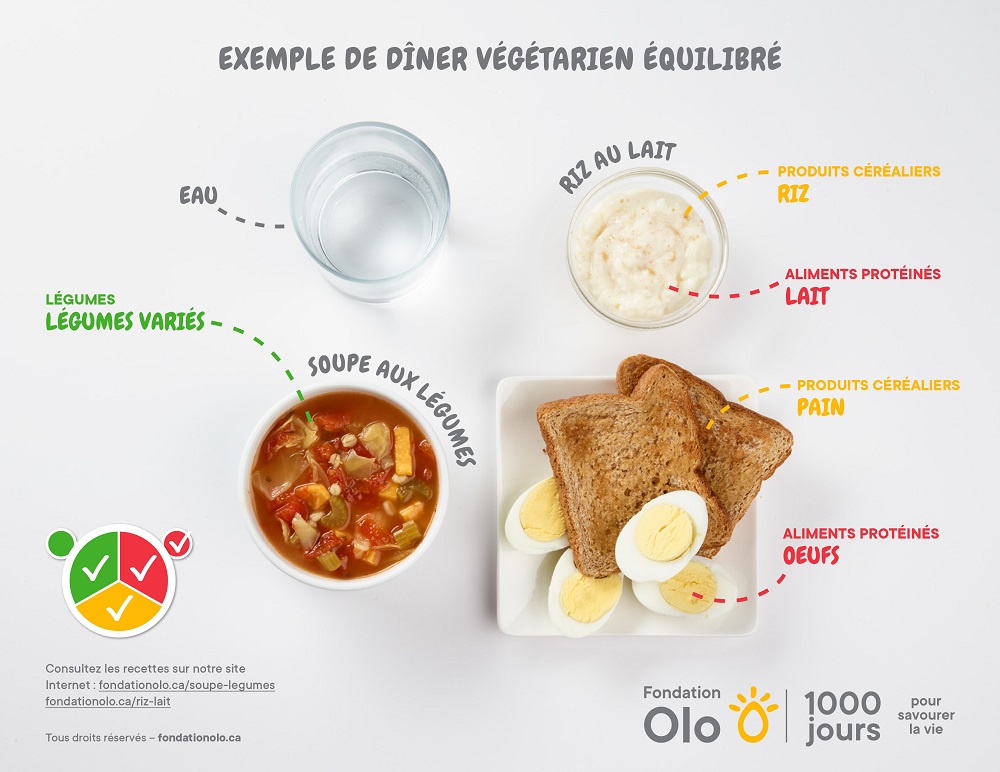 EXEMPLE DE DÎNER VÉGÉTARIEN ÉQUILIBRÉ
EAU
RIZ AU LAIT
PRODUITS CÉRÉALIERS
RIZ
ALIMENTS PROTÉINÉS
LAIT
LÉGUMES
LÉGUMES VARIÉS
SOUPE AUX LÉGUMES
PRODUITS CÉRÉALIERS
PAIN
ALIMENTS PROTÉINÉS
OEUFS
Consultez les recettes sur notre site
Internet : fondationolo.ca/soupe-legumes
fondationolo.ca/riz-lait
Tous droits réservés – fondationolo.ca
Fondation
Olo
1000
jours
pour
savourer
la vie